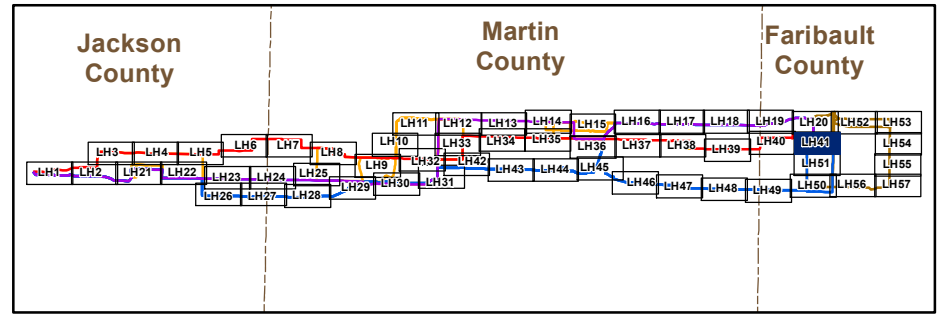 Jackson
County
Martin
County
Faribault
County
LH11
LH12
LH13
LH14
LH15
LH16
LH17
LH18
LH19
LH20
LH52
LH53
LH3
LH4
LH5
LH6
LH7
LH8
LH10
LH33
LH34
LH35
LH36
LH37
LH38
LH39
LH40
LH41
LH54
LH1
LH2
LH21
LH22
LH23
LH24
LH25
LH9
LH32
LH42
LH43
LH44
LH45
LH51
LH55
LH26
LH27
LH28
LH29
LH30
LH31
LH46
LH47
LH48
LH49
LH50
LH56
LH57